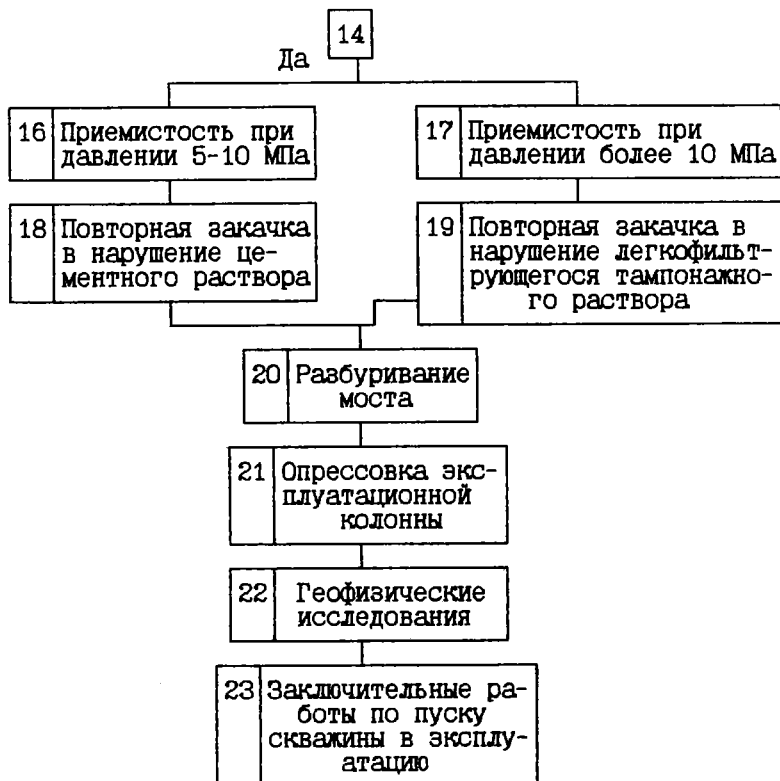 14
Да
16 Приемистость при
давлении 5-10 МПа
17 Приемистость при
давлении более 10 МПа
18 Повторная закачка
в нарушение це-
ментного раствора
19 Повторная закачка в
нарушение легкофильт-
рующегося тампонажно-
го раствора
20 Разбуривание
моста
21 Опрессовка экс-
плуатационной
колонны
22 Геофизические
исследования
23 Заключительные ра-
боты по пуску
скважины в эксплу-
атацию